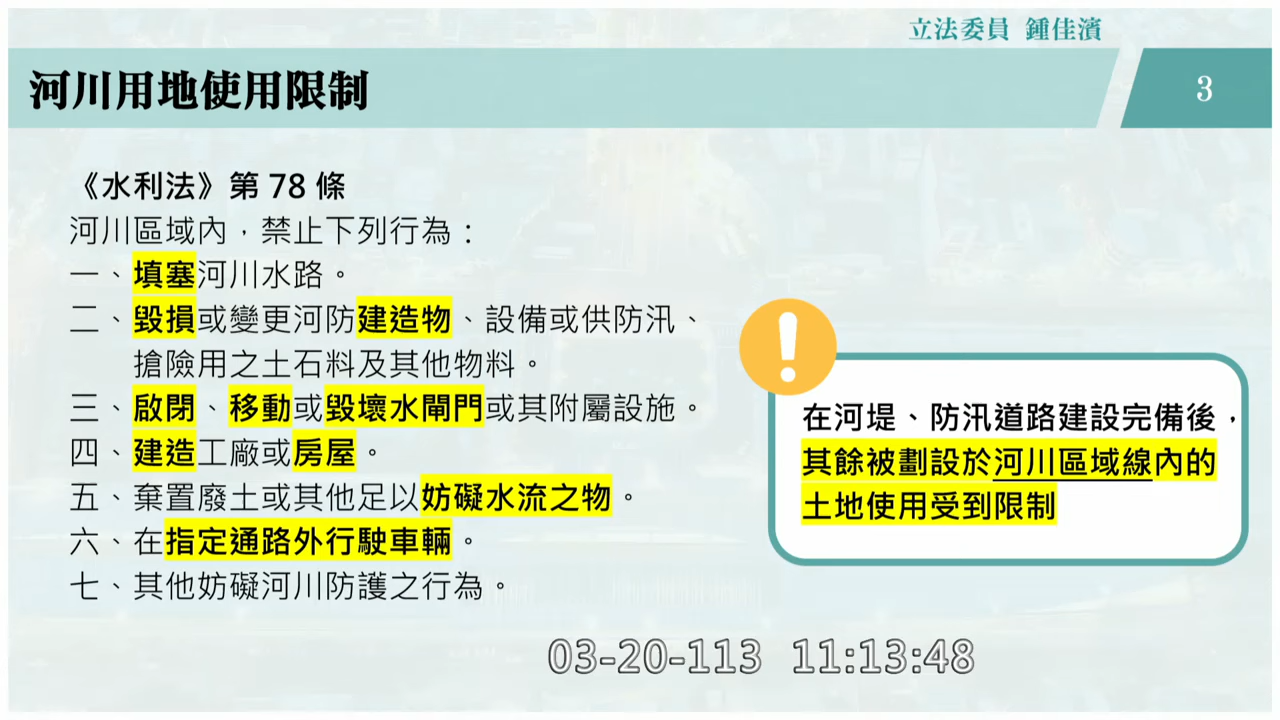 立法委員 鍾佳濱
河川用地使用限制
3
《水利法》第 78 條
河川區域內，禁止下列行為：
一、填塞河川水路。
二、毀損或變更河防建造物、設備或供防汛、
搶險用之土石料及其他物料。
三、啟閉、移動或毀壞水閘門或其附屬設施。
四、建造工廠或房屋。
五、棄置廢土或其他足以妨礙水流之物。
六、在指定通路外行駛車輛。
七、其他妨礙河川防護之行為。
在河堤、防汛道路建設完備後，
其餘被劃設於河川區域線內的
土地使用受到限制
03-20-113 11:13:48